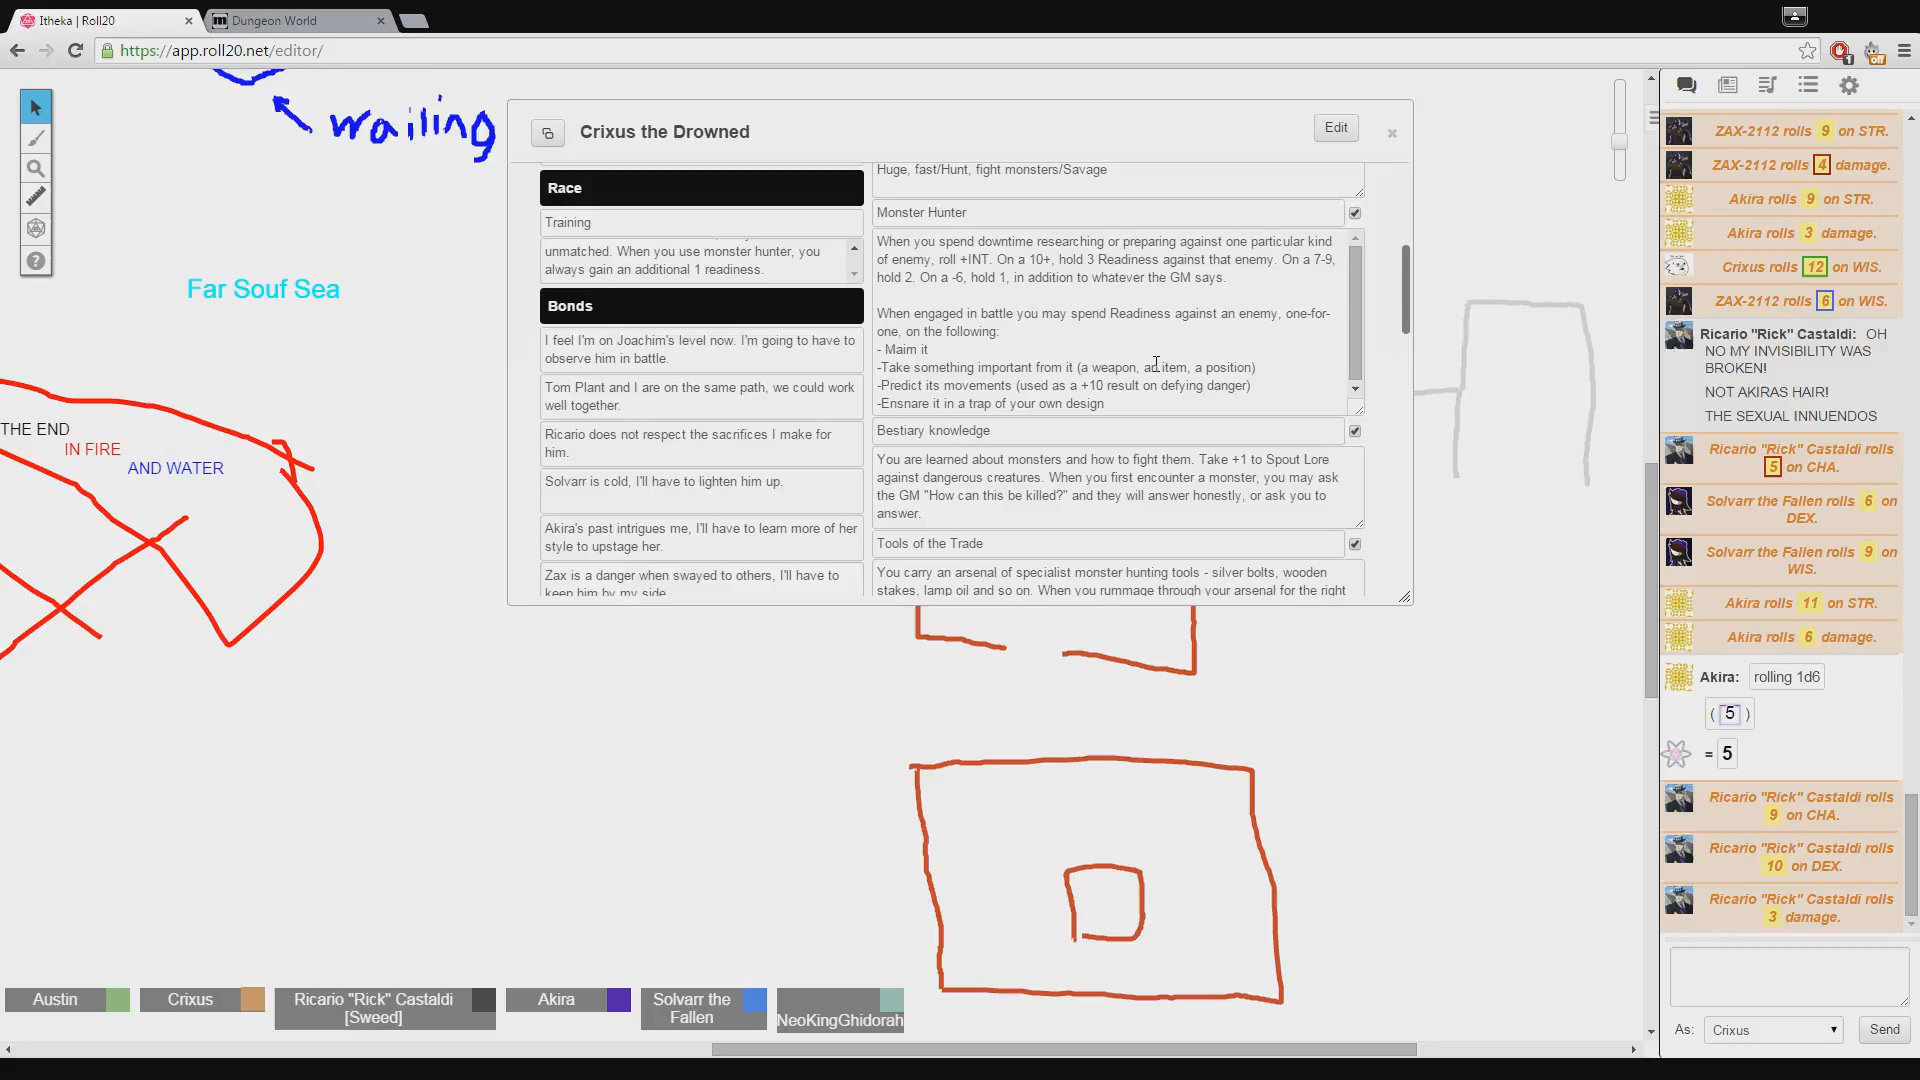 Itheka | Roll20
Dungeon World
https://app.roll20.net/editor/
1
off
wailing
Far Souf Sea
THE END
IN FIRE
AND WATER
Crixus the Drowned
Edit
Race
Training
unmatched. When you use monster hunter, you
always gain an additional 1 readiness.
Bonds
I feel I'm on Joachim's level now. I'm going to have to
observe him in battle.
Tom Plant and I are on the same path, we could work
well together.
Ricario does not respect the sacrifices I make for
him.
Solvarr is cold, I'll have to lighten him up.
Akira's past intrigues me, I'll have to learn more of her
style to upstage her.
Zax is a danger when swayed to others, I'll have to
keep him by my side
Huge, fast/Hunt, fight monsters/Savage
Monster Hunter
When you spend downtime researching or preparing against one particular kind
of enemy, roll +INT. On a 10+, hold 3 Readiness against that enemy. On a 7-9,
hold 2. On a -6, hold 1, in addition to whatever the GM says.
When engaged in battle you may spend Readiness against an enemy, one-for-
one, on the following:
- Maim it
-Take something important from it (a weapon, an item, a position)
-Predict its movements (used as a +10 result on defying danger)
-Ensnare it in a trap of your own design
Bestiary knowledge
You are learned about monsters and how to fight them. Take +1 to Spout Lore
against dangerous creatures. When you first encounter a monster, you may ask
the GM "How can this be killed?" and they will answer honestly, or ask you to
answer.
Tools of the Trade
You carry an arsenal of specialist monster hunting tools - silver bolts, wooden
stakes, lamp oil and so on. When you rummage through your arsenal for the right
ZAX-2112 rolls 9 on STR.
ZAX-2112 rolls 4 damage.
Akira rolls 9 on STR.
Akira rolls 3 damage.
Crixus rolls 12 on WIS.
ZAX-2112 rolls 6 on WIS.
Ricario "Rick" Castaldi: OH
NO MY INVISIBILITY WAS
BROKEN!
NOT AKIRAS HAIR!
THE SEXUAL INNUENDOS
Ricario "Rick" Castaldi rolls
5 on CHA.
Solvarr the Fallen rolls 6 on
DEX.
Solvarr the Fallen rolls 9 on
WIS.
Akira rolls 11 on STR.
Akira rolls 6 damage.
Akira: rolling 1d6
( 5 )
= 5
Ricario "Rick" Castaldi rolls
9 on CHA.
Ricario "Rick" Castaldi rolls
10 on DEX.
Ricario "Rick" Castaldi rolls
3 damage.
As: Crixus
Send
Austin
Crixus
Ricario "Rick" Castaldi
[Sweed]
Akira
Solvarr the
Fallen
NeoKingGhidorah